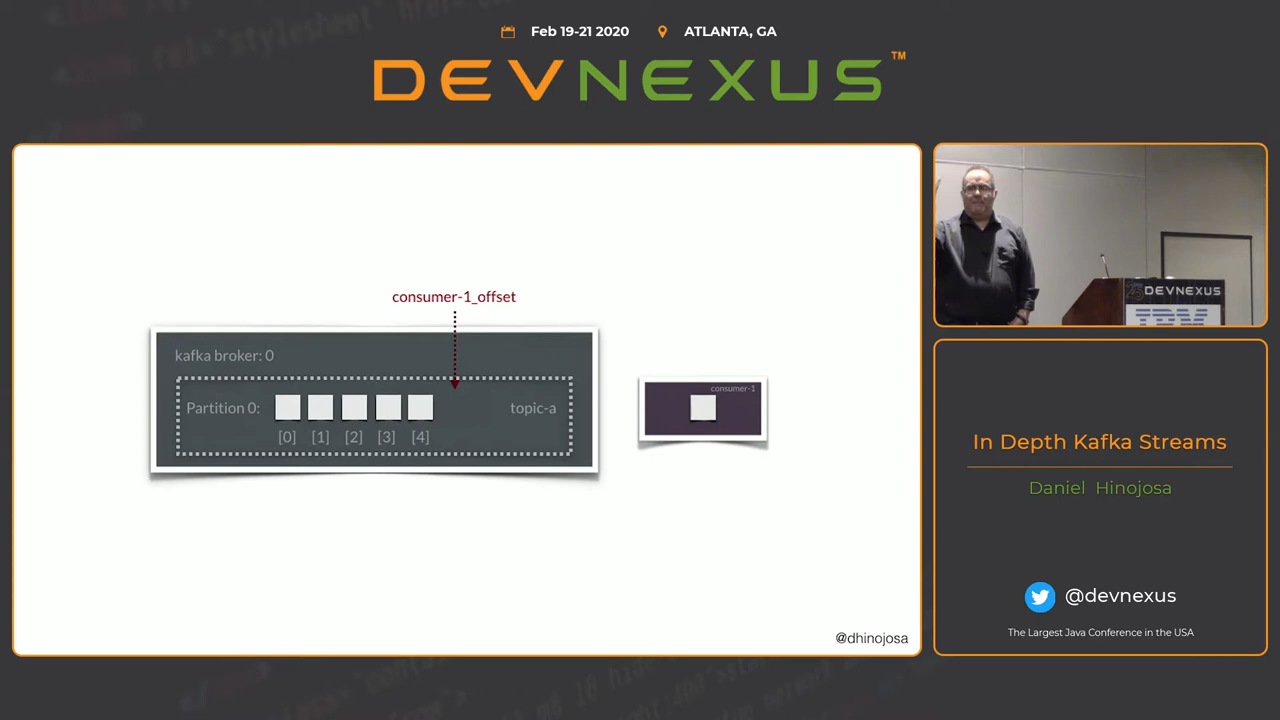 Feb 19-21 2020 ATLANTA, GA
DEVNEXUS™
consumer-1_offset
kafka broker: 0
Partition 0: topic-a
[0] [1] [2] [3] [4]
consumer-1
@dhinojosa
DEVNEXUS
IBM
In Depth Kafka Streams
Daniel Hinojosa
@devnexus
The Largest Java Conference in the USA